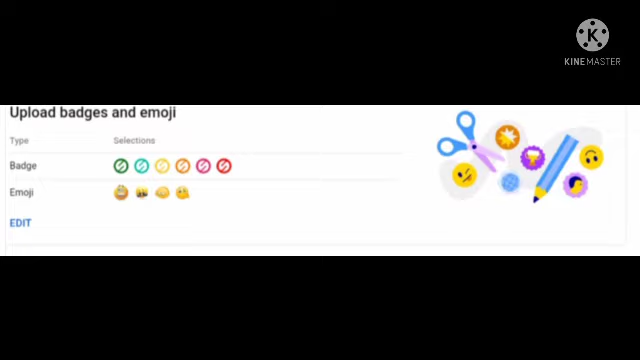 K
KINEMASTER
Upload badges and emoji
Type Selections
Badge
Emoji
EDIT